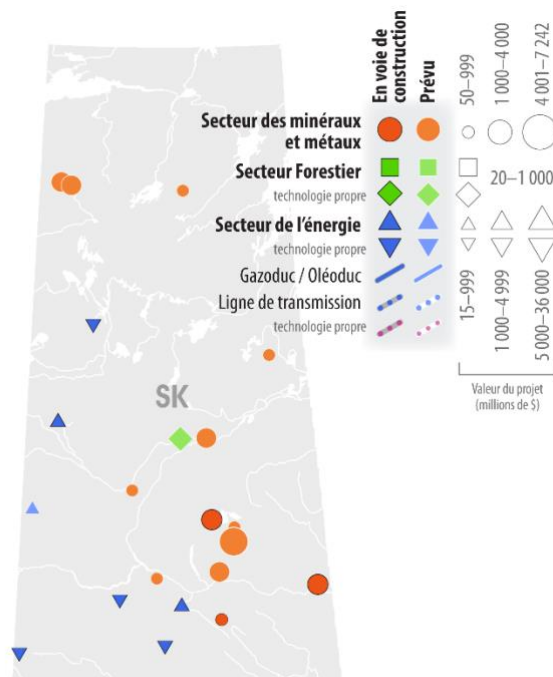 En voie de
construction
Prévu
50–999
1 000–4 000
4 001–7 242
Secteur des minéraux
et métaux
Secteur Forestier
20–1 000
technologie propre
Secteur de l'énergie
technologie propre
Gazoduc / Oléoduc
Ligne de transmission
technologie propre
15–999
1 000–4 999
5 000–36 000
Valeur du projet
(millions de $)
SK